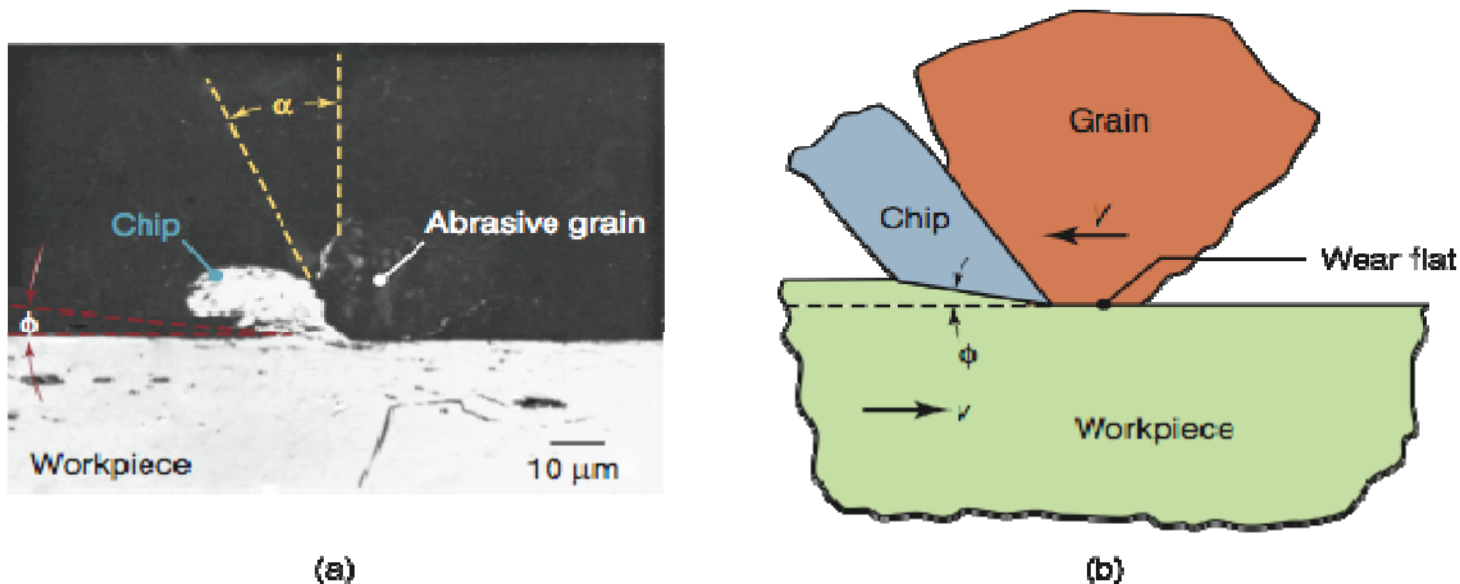 α
Chip
Abrasive grain
ϕ
Workpiece
10 μm
(a)
Grain
Chip
V
Wear flat
ϕ
v
Workpiece
(b)